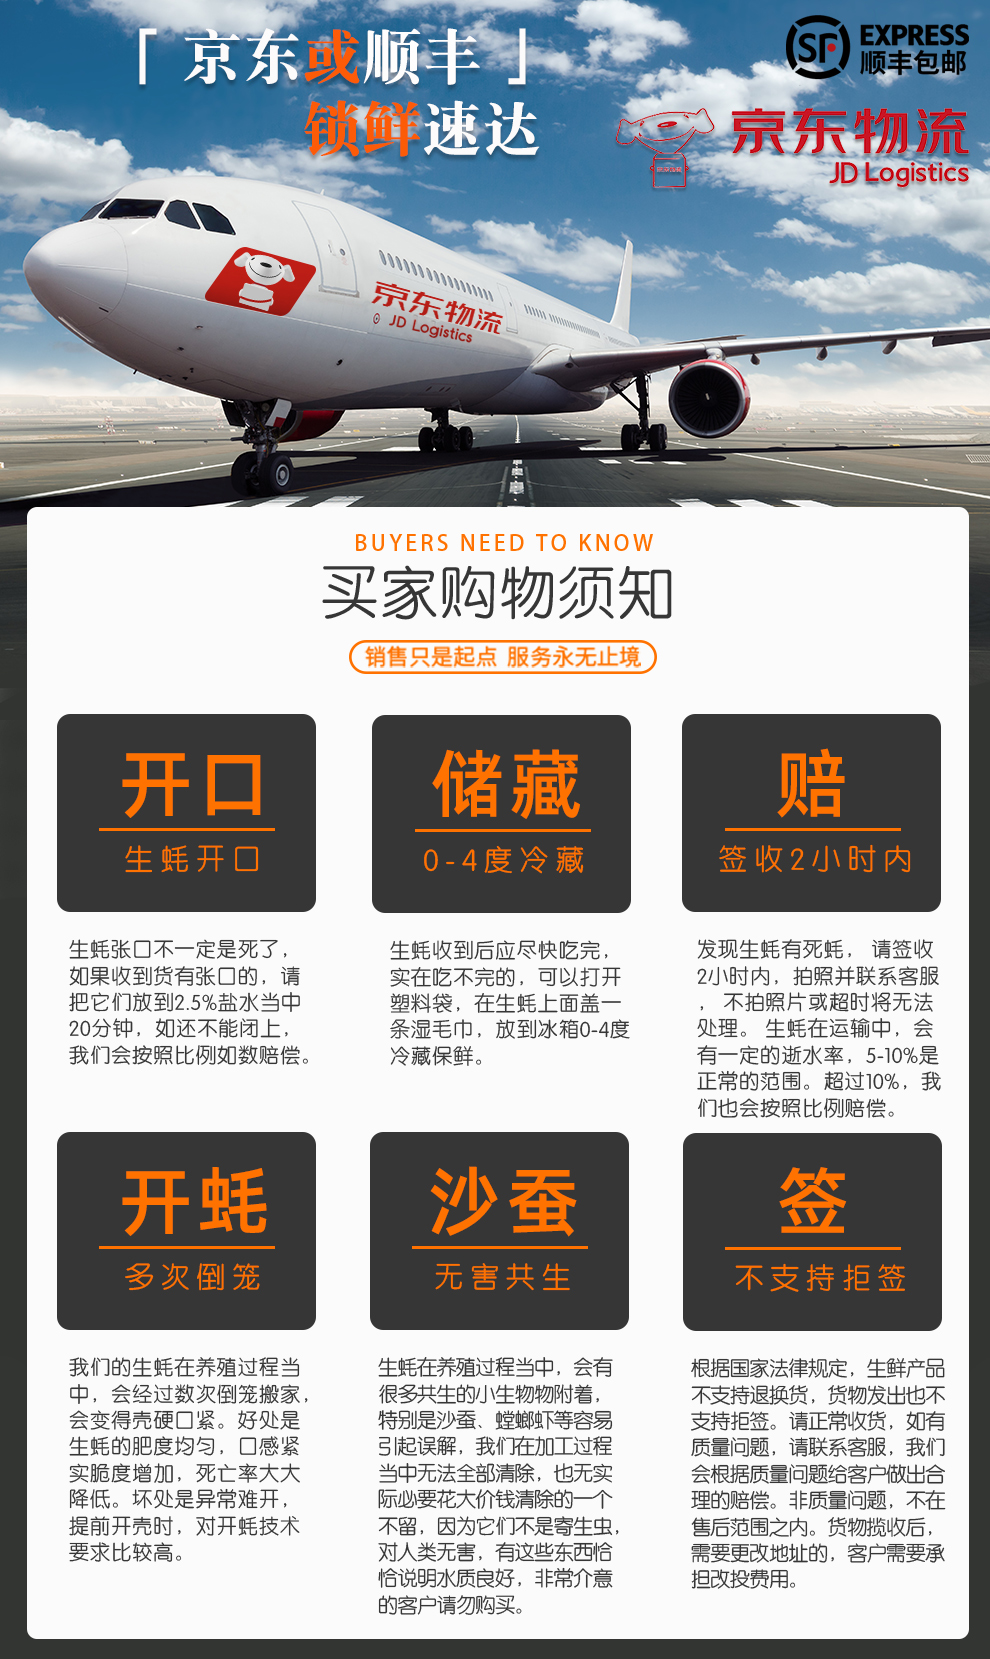 「京东或顺丰」
锁鲜速达
SF EXPRESS
顺丰包邮
京东物流
JD Logistics
京东物流
JD Logistics
BUYERS NEED TO KNOW
买家购物须知
销售只是起点 服务永无止境
开口
生蚝开口
生蚝张口不一定是死了，
如果收到货有张口的，请
把它们放到2.5%盐水当中
20分钟，如还不能闭上，
我们会按照比例如数赔偿。
储藏
0-4度冷藏
生蚝收到后应尽快吃完，
实在吃不完的，可以打开
塑料袋，在生蚝上面盖一
条湿毛巾，放到冰箱0-4度
冷藏保鲜。
赔
签收2小时内
发现生蚝有死蚝， 请签收
2小时内，拍照并联系客服
， 不拍照片或超时将无法
处理。 生蚝在运输中，会
有一定的逝水率，5-10%是
正常的范围。超过10%，我
们也会按照比例赔偿。
开蚝
多次倒笼
我们的生蚝在养殖过程当
中，会经过数次倒笼搬家，
会变得壳硬口紧。好处是
生蚝的肥度均匀，口感紧
实脆度增加，死亡率大大
降低。坏处是异常难开，
提前开壳时，对开蚝技术
要求比较高。
沙蚕
无害共生
生蚝在养殖过程当中，会有
很多共生的小生物物附着，
特别是沙蚕、螳螂虾等容易
引起误解，我们在加工过程
当中无法全部清除，也无实
际必要花大价钱清除的一个
不留，因为它们不是寄生虫，
对人类无害，有这些东西恰
恰说明水质良好，非常介意
的客户请勿购买。
签
不支持拒签
根据国家法律规定，生鲜产品
不支持退换货，货物发出也不
支持拒签。请正常收货，如有
质量问题，请联系客服，我们
会根据质量问题给客户做出合
理的赔偿。非质量问题，不在
售后范围之内。货物揽收后，
需要更改地址的，客户需要承
担改投费用。